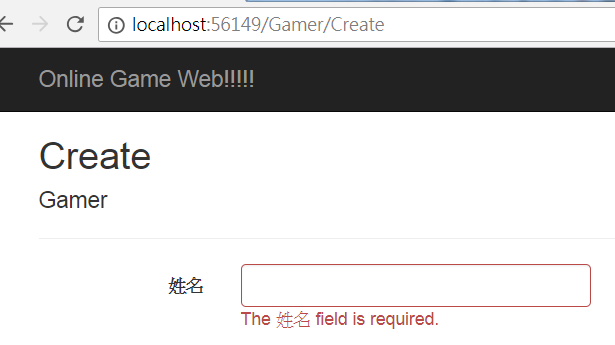 localhost:56149/Gamer/Create
Online Game Web!!!!!
Create
Gamer
姓名
The 姓名 field is required.